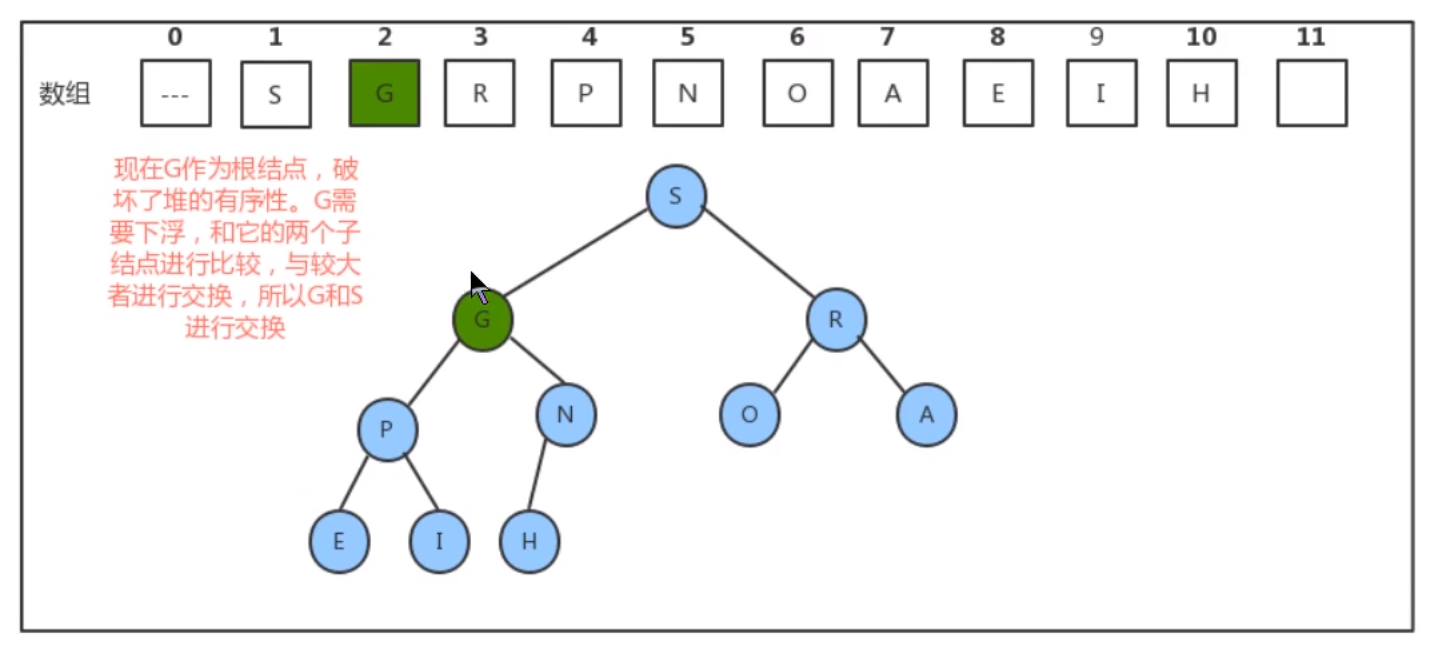 0 1 2 3 4 5 6 7 8 9 10 11
数组 --- S G R P N O A E I H
现在G作为根结点，破
坏了堆的有序性。G需
要下浮，和它的两个子
结点进行比较，与较大
者进行交换，所以G和S
进行交换
S
G R
P N O A
E I H